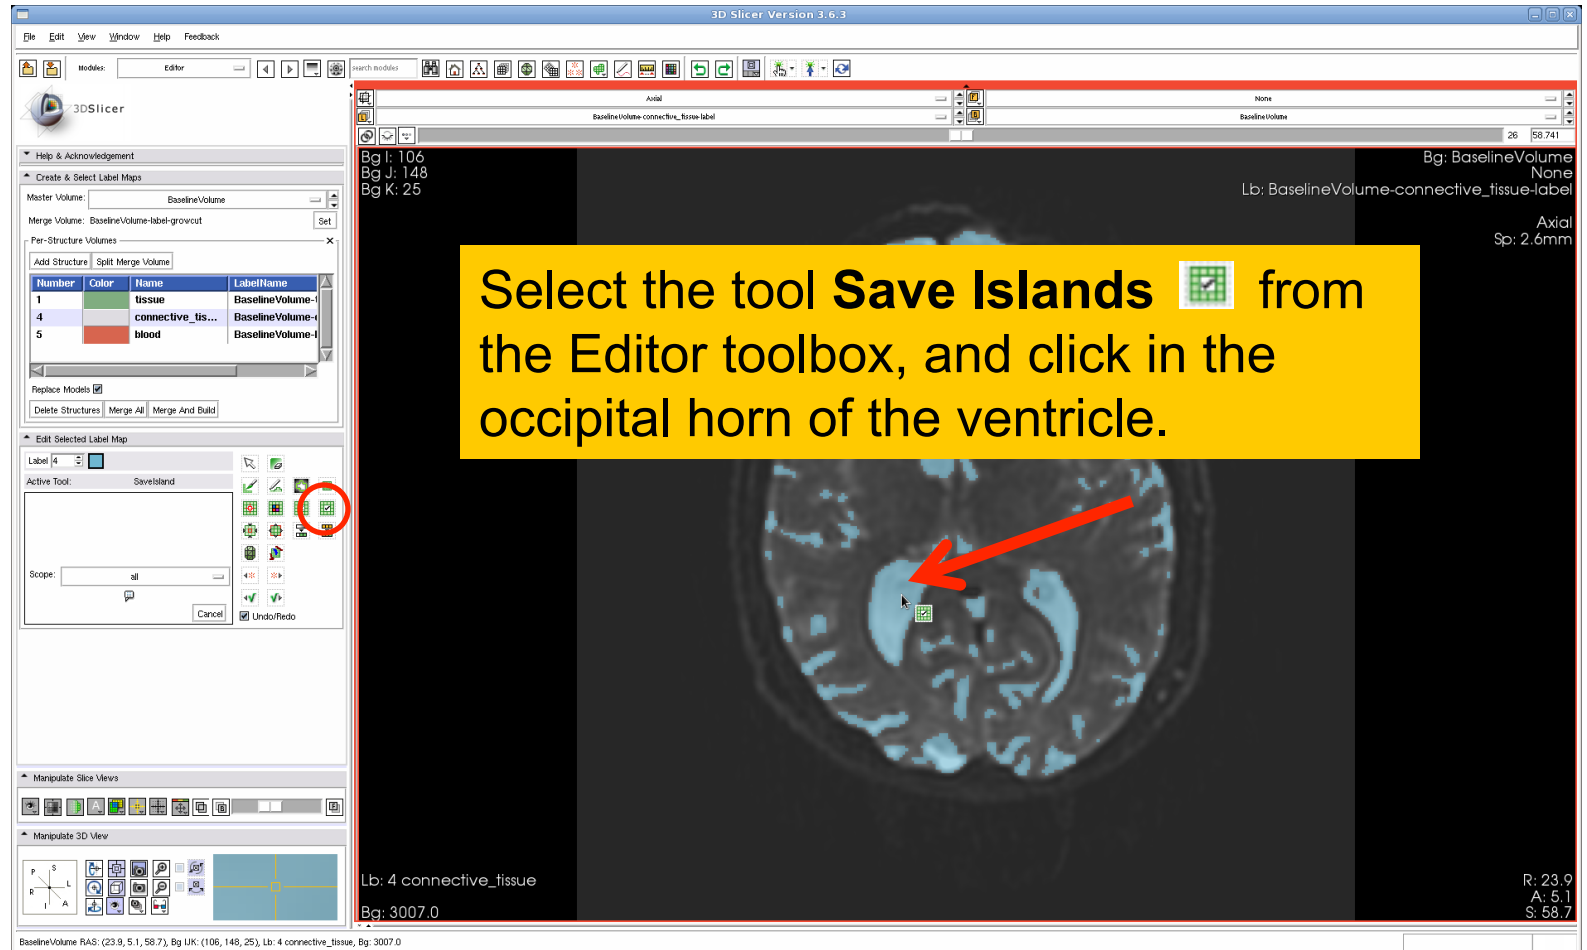 3D Slicer Version 3.6.3
File Edit View Window Help Feedback
Modules: Editor search modules
3DSlicer
Help & Acknowledgement
Create & Select Label Maps
Master Volume: BaselineVolume
Merge Volume: BaselineVolume-label-growcut Set
Per-Structure Volumes
Add Structure Split Merge Volume
Number Color Name LabelName
1 tissue BaselineVolume-t
4 connective_tis... BaselineVolume-c
5 blood BaselineVolume-l
Replace Models
Delete Structures Merge All Merge And Build
Edit Selected Label Map
Label 4
Active Tool: SaveIsland
Scope: all
Cancel
Undo/Redo
Manipulate Slice Views
Manipulate 3D View
P S
R L
I A
Axial None
BaselineVolume-connective_tissue-label BaselineVolume
26 58.741
Bg I: 106
Bg J: 148
Bg K: 25
Bg: BaselineVolume
None
Lb: BaselineVolume-connective_tissue-label
Axial
Sp: 2.6mm
Select the tool Save Islands from
the Editor toolbox, and click in the
occipital horn of the ventricle.
Lb: 4 connective_tissue
Bg: 3007.0
R: 23.9
A: 5.1
S: 58.7
BaselineVolume RAS: (23.9, 5.1, 58.7), Bg IJK: (106, 148, 25), Lb: 4 connective_tissue, Bg: 3007.0